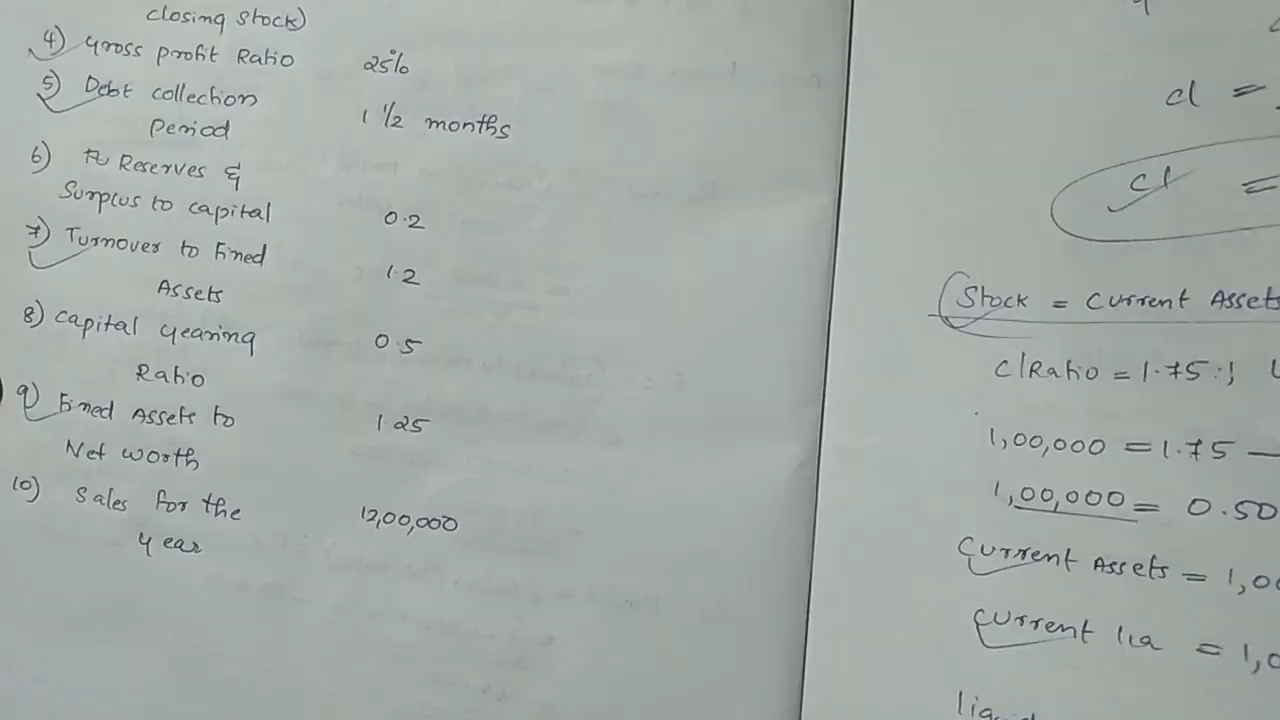 closing stock)
4) Gross profit Ratio 25%
5) Debt collection
Period 1 1/2 months
6) Reserves &
Surplus to capital 0.2
7) Turnover to Fined
Assets 1.2
8) capital gearing
Ratio 0.5
9) Fined Assets to
Net worth 1.25
10) Sales for the
year 12,00,000
cl =
cl =
Stock = Current Assets
C/Ratio = 1.75:1
1,00,000 = 1.75 —
1,00,000 = 0.50
Current Assets = 1,00
Current lia = 1,0